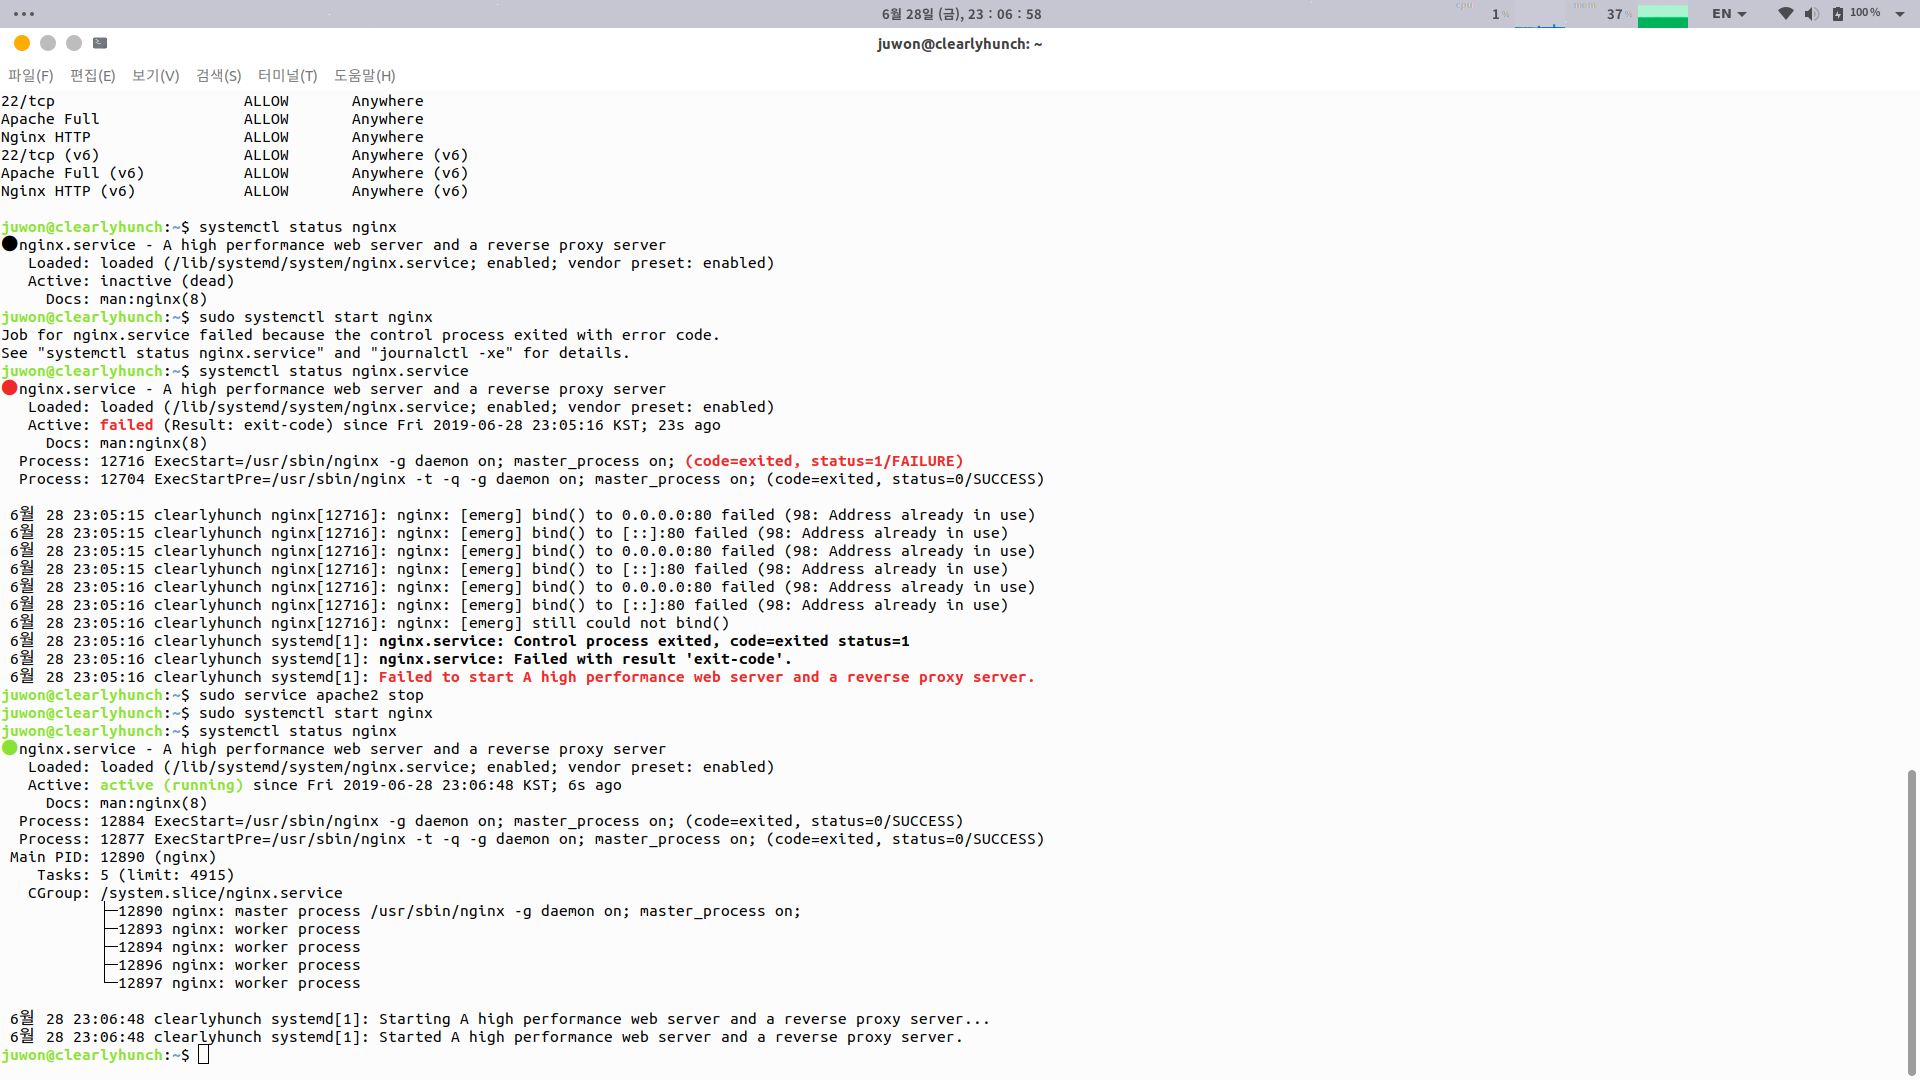 6월 28일 (금), 23 : 06 : 58
cpu 1 % mem 37 % EN 100 %
juwon@clearlyhunch: ~
파일(F) 편집(E) 보기(V) 검색(S) 터미널(T) 도움말(H)
22/tcp                     ALLOW       Anywhere
Apache Full                ALLOW       Anywhere
Nginx HTTP                 ALLOW       Anywhere
22/tcp (v6)                ALLOW       Anywhere (v6)
Apache Full (v6)           ALLOW       Anywhere (v6)
Nginx HTTP (v6)            ALLOW       Anywhere (v6)
juwon@clearlyhunch:~$ systemctl status nginx
●nginx.service - A high performance web server and a reverse proxy server
   Loaded: loaded (/lib/systemd/system/nginx.service; enabled; vendor preset: enabled)
   Active: inactive (dead)
     Docs: man:nginx(8)
juwon@clearlyhunch:~$ sudo systemctl start nginx
Job for nginx.service failed because the control process exited with error code.
See "systemctl status nginx.service" and "journalctl -xe" for details.
juwon@clearlyhunch:~$ systemctl status nginx.service
●nginx.service - A high performance web server and a reverse proxy server
   Loaded: loaded (/lib/systemd/system/nginx.service; enabled; vendor preset: enabled)
   Active: failed (Result: exit-code) since Fri 2019-06-28 23:05:16 KST; 23s ago
     Docs: man:nginx(8)
  Process: 12716 ExecStart=/usr/sbin/nginx -g daemon on; master_process on; (code=exited, status=1/FAILURE)
  Process: 12704 ExecStartPre=/usr/sbin/nginx -t -q -g daemon on; master_process on; (code=exited, status=0/SUCCESS)
 6월 28 23:05:15 clearlyhunch nginx[12716]: nginx: [emerg] bind() to 0.0.0.0:80 failed (98: Address already in use)
 6월 28 23:05:15 clearlyhunch nginx[12716]: nginx: [emerg] bind() to [::]:80 failed (98: Address already in use)
 6월 28 23:05:15 clearlyhunch nginx[12716]: nginx: [emerg] bind() to 0.0.0.0:80 failed (98: Address already in use)
 6월 28 23:05:15 clearlyhunch nginx[12716]: nginx: [emerg] bind() to [::]:80 failed (98: Address already in use)
 6월 28 23:05:16 clearlyhunch nginx[12716]: nginx: [emerg] bind() to 0.0.0.0:80 failed (98: Address already in use)
 6월 28 23:05:16 clearlyhunch nginx[12716]: nginx: [emerg] bind() to [::]:80 failed (98: Address already in use)
 6월 28 23:05:16 clearlyhunch nginx[12716]: nginx: [emerg] still could not bind()
 6월 28 23:05:16 clearlyhunch systemd[1]: nginx.service: Control process exited, code=exited status=1
 6월 28 23:05:16 clearlyhunch systemd[1]: nginx.service: Failed with result 'exit-code'.
 6월 28 23:05:16 clearlyhunch systemd[1]: Failed to start A high performance web server and a reverse proxy server.
juwon@clearlyhunch:~$ sudo service apache2 stop
juwon@clearlyhunch:~$ sudo systemctl start nginx
juwon@clearlyhunch:~$ systemctl status nginx
●nginx.service - A high performance web server and a reverse proxy server
   Loaded: loaded (/lib/systemd/system/nginx.service; enabled; vendor preset: enabled)
   Active: active (running) since Fri 2019-06-28 23:06:48 KST; 6s ago
     Docs: man:nginx(8)
  Process: 12884 ExecStart=/usr/sbin/nginx -g daemon on; master_process on; (code=exited, status=0/SUCCESS)
  Process: 12877 ExecStartPre=/usr/sbin/nginx -t -q -g daemon on; master_process on; (code=exited, status=0/SUCCESS)
 Main PID: 12890 (nginx)
    Tasks: 5 (limit: 4915)
   CGroup: /system.slice/nginx.service
           ├─12890 nginx: master process /usr/sbin/nginx -g daemon on; master_process on;
           ├─12893 nginx: worker process
           ├─12894 nginx: worker process
           ├─12896 nginx: worker process
           └─12897 nginx: worker process
 6월 28 23:06:48 clearlyhunch systemd[1]: Starting A high performance web server and a reverse proxy server...
 6월 28 23:06:48 clearlyhunch systemd[1]: Started A high performance web server and a reverse proxy server.
juwon@clearlyhunch:~$